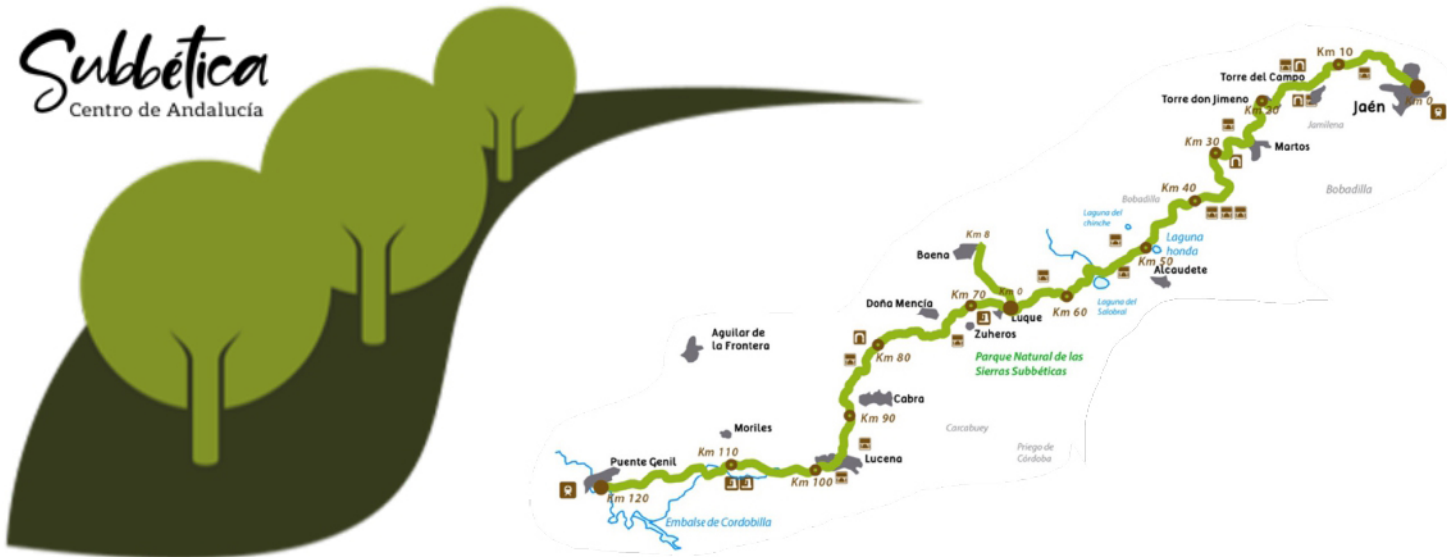 Subbética
Centro de Andalucía
Km 10
Torre del Campo
Torre don Jimeno
Km 20
Jaén
Km 0
Jamilena
Km 30
Martos
Km 40
Bobadilla
Bobadilla
Laguna del
chinche
Laguna
honda
Km 50
Alcaudete
Km 8
Baena
Km 0
Km 70
Km 60
Laguna del
Salobral
Doña Mencía
Luque
Zuheros
Aguilar de
la Frontera
Km 80
Parque Natural de las
Sierras Subbéticas
Cabra
Km 90
Carcabuey
Priego de
Córdoba
Moriles
Km 110
Lucena
Puente Genil
Km 100
Km 120
Embalse de Cordobilla